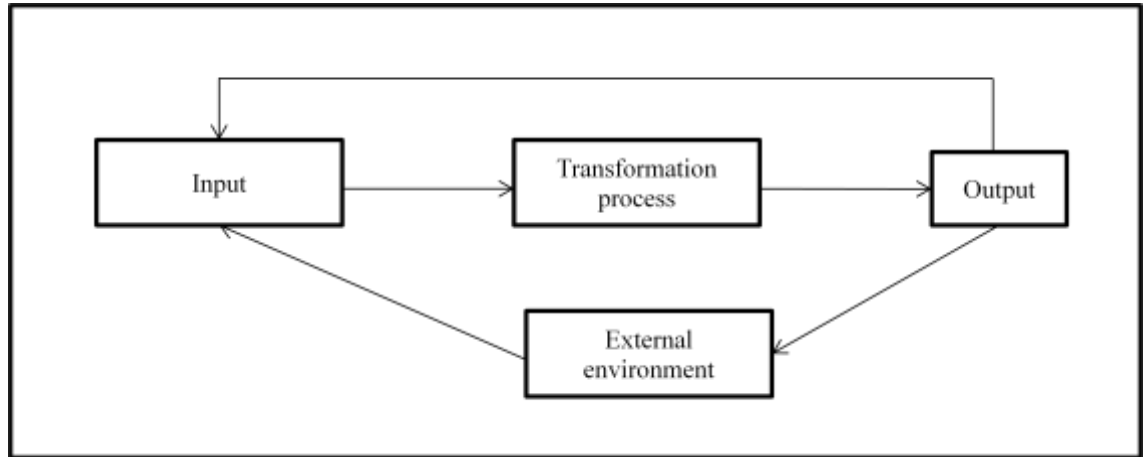 Input
Transformation
process
Output
External
environment